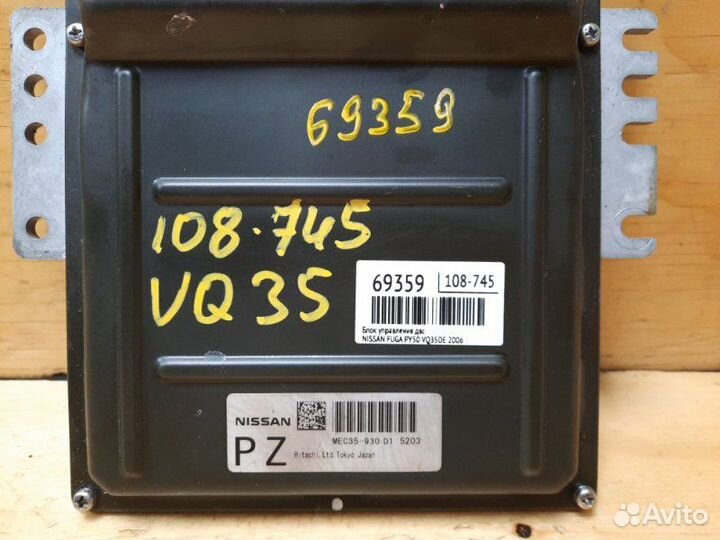 69359
108.745
VQ35
69359 108-745
Блок управления двс
NISSAN FUGA PY50 VQ35DE 2006
NISSAN
PZ
MEC35-930 D1 5203
Hitachi,Ltd.Tokyo Japan
Avito